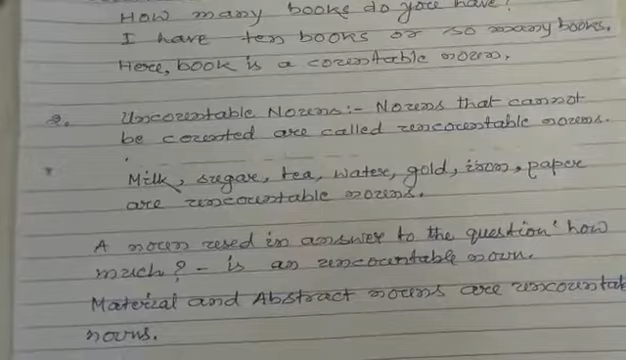 How many books do you have?
I have ten books or so many books.
Here, book is a countable noun.
2. Uncountable Nouns:- Nouns that cannot
be counted are called uncountable nouns.
Milk, sugar, tea, water, gold, iron, paper
are uncountable nouns.
A noun used in answer to the question 'how
much? - is an uncountable noun.
Material and Abstract nouns are uncountab
nouns.